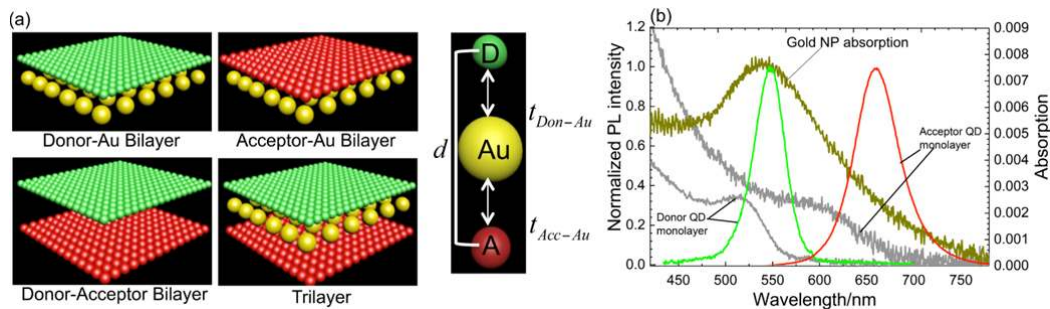 (a)
Donor-Au Bilayer
Acceptor-Au Bilayer
Donor-Acceptor Bilayer
Trilayer
D
Au
A
d
t Don-Au
t Acc-Au
(b)
Normalized PL intensity
1.2
1.0
0.8
0.6
0.4
0.2
0.0
Gold NP absorption
Acceptor QD
monolayer
Donor QD
monolayer
450 500 550 600 650 700 750
Wavelength/nm
0.009
0.008
0.007
0.006
0.005
0.004
0.003
0.002
0.001
0.000
Absorption